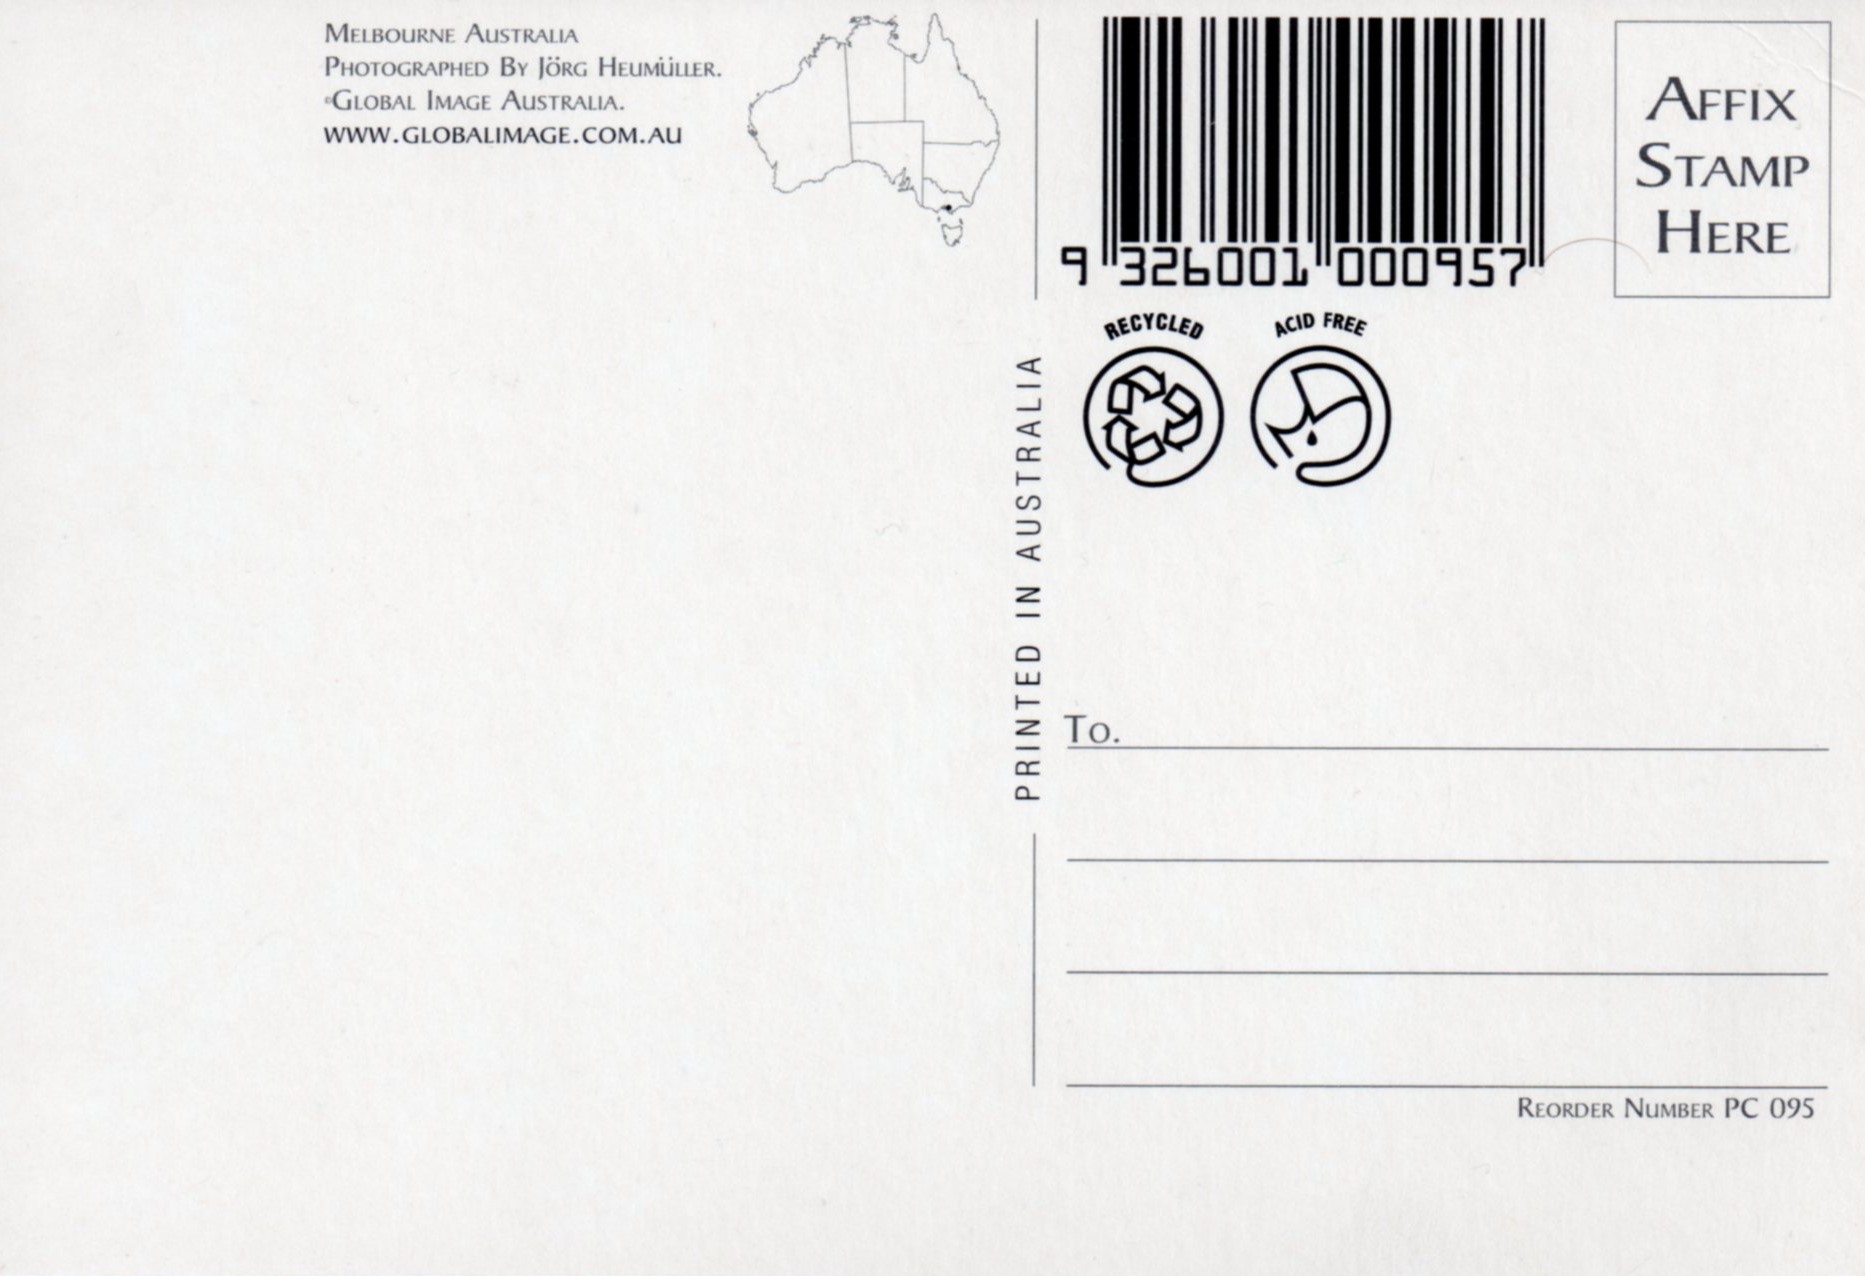 Melbourne Australia
Photographed By Jörg Heumüller.
©Global Image Australia.
www.globalimage.com.au
9 326001 000957
Affix
Stamp
Here
RECYCLED
ACID FREE
PRINTED IN AUSTRALIA
To.
Reorder Number PC 095